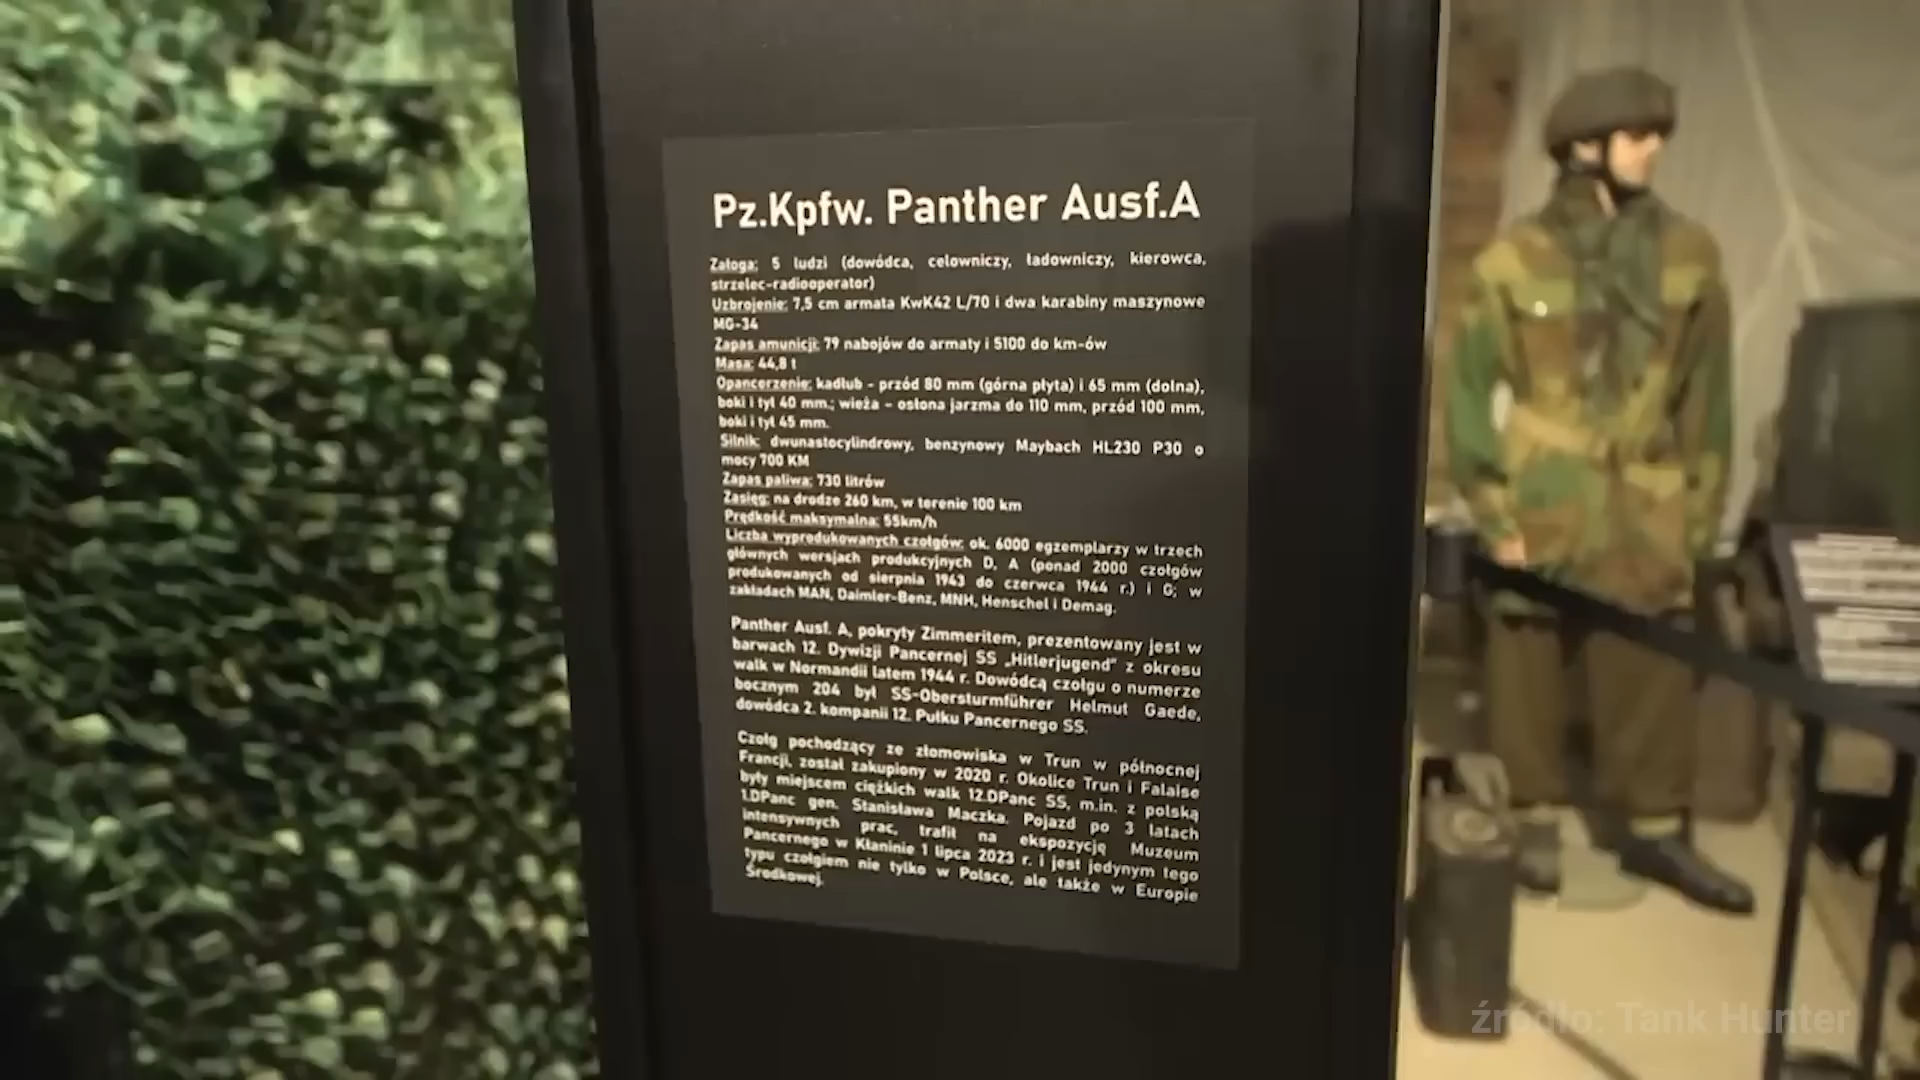 Pz.Kpfw. Panther Ausf.A
Załoga: 5 ludzi (dowódca, celowniczy, ładowniczy, kierowca,
strzelec-radiooperator)
Uzbrojenie: 7,5 cm armata KwK42 L/70 i dwa karabiny maszynowe
MG-34
Zapas amunicji: 79 nabojów do armaty i 5100 do km-ów
Masa: 44,8 t
Opancerzenie: kadłub - przód 80 mm (górna płyta) i 65 mm (dolna),
boki i tył 40 mm.; wieża – osłona jarzma do 110 mm, przód 100 mm,
boki i tył 45 mm.
Silnik: dwunastocylindrowy, benzynowy Maybach HL230 P30 o
mocy 700 KM
Zapas paliwa: 730 litrów
Zasięg: na drodze 260 km, w terenie 100 km
Prędkość maksymalna: 55km/h
Liczba wyprodukowanych czołgów: ok. 6000 egzemplarzy w trzech
głównych wersjach produkcyjnych D, A (ponad 2000 czołgów
produkowanych od sierpnia 1943 do czerwca 1944 r.) i G; w
zakładach MAN, Daimler-Benz, MNH, Henschel i Demag.
Panther Ausf. A, pokryty Zimmeritem, prezentowany jest w
barwach 12. Dywizji Pancernej SS „Hitlerjugend" z okresu
walk w Normandii latem 1944 r. Dowódcą czołgu o numerze
bocznym 204 był SS-Obersturmführer Helmut Gaede,
dowódca 2. kompanii 12. Pułku Pancernego SS.
Czołg pochodzący ze złomowiska w Trun w północnej
Francji, został zakupiony w 2020 r. Okolice Trun i Falaise
były miejscem ciężkich walk 12.DPanc SS, m.in. z polską
1.DPanc gen. Stanisława Maczka. Pojazd po 3 latach
intensywnych prac, trafił na ekspozycję Muzeum
Pancernego w Kłaninie 1 lipca 2023 r. i jest jedynym tego
typu czołgiem nie tylko w Polsce, ale także w Europie
Środkowej.
źródło: Tank Hunter